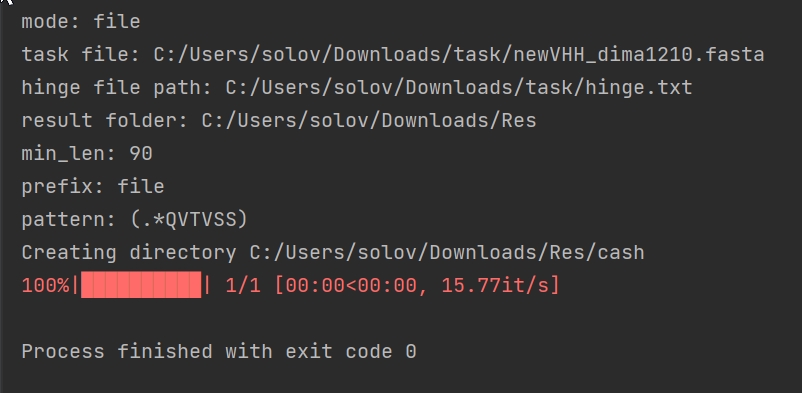 mode: file
task file: C:/Users/solov/Downloads/task/newVHH_dima1210.fasta
hinge file path: C:/Users/solov/Downloads/task/hinge.txt
result folder: C:/Users/solov/Downloads/Res
min_len: 90
prefix: file
pattern: (.*QVTVSS)
Creating directory C:/Users/solov/Downloads/Res/cash
100%|██████████| 1/1 [00:00<00:00, 15.77it/s]
Process finished with exit code 0